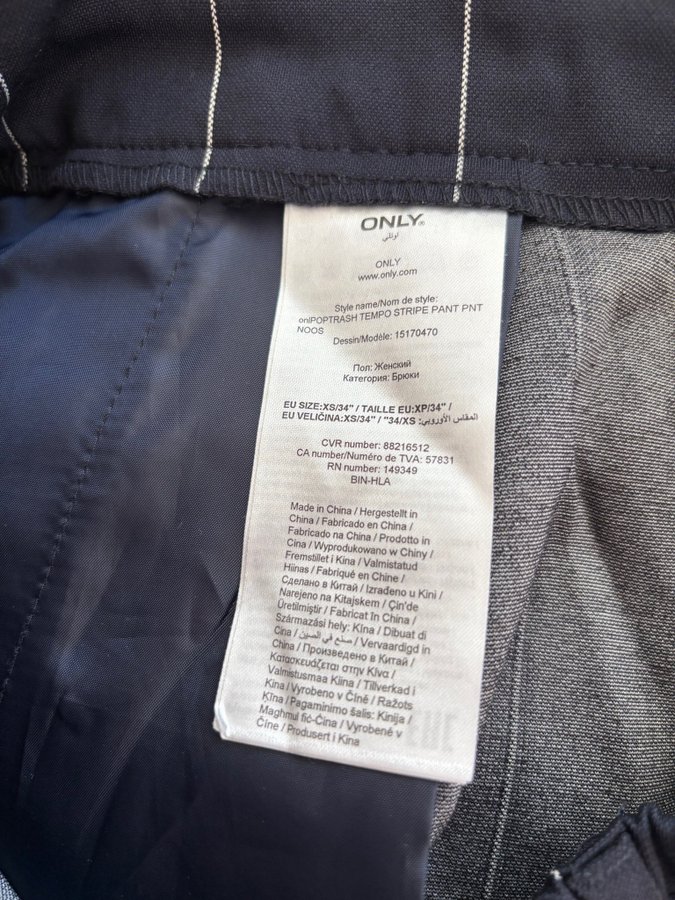 ONLY®
اونلي
ONLY
www.only.com
Style name/Nom de style:
onlPOPTRASH TEMPO STRIPE PANT PNT
NOOS
Dessin/Modèle: 15170470
Пол: Женский
Категория: Брюки
EU SIZE:XS/34" / TAILLE EU:XP/34" /
EU VELIČINA:XS/34" / "34/XS :المقاس الأوروبي
CVR number: 88216512
CA number/Numéro de TVA: 57831
RN number: 149349
BIN-HLA
Made in China / Hergestellt in
China / Fabricado en China /
Fabricado na China / Prodotto in
Cina / Wyprodukowano w Chiny /
Fremstillet i Kina / Valmistatud
Hiinas / Fabriqué en Chine /
Сделано в Китай / Izrađeno u Kini /
Narejeno na Kitajskem / Çin'de
Üretilmiştir / Fabricat în China /
Származási hely: Kína / Dibuat di
Cina / صنع في الصين / Vervaardigd in
China / Произведено в Китай /
Κατασκευάζεται στην Κίνα /
Valmistusmaa Kiina / Tillverkad i
Kina / Vyrobeno v Číně / Ražots
Ķīna / Pagaminimo šalis: Kinija /
Maghmul fiċ-Ċina / Vyrobené v
Číne / Produsert i Kina